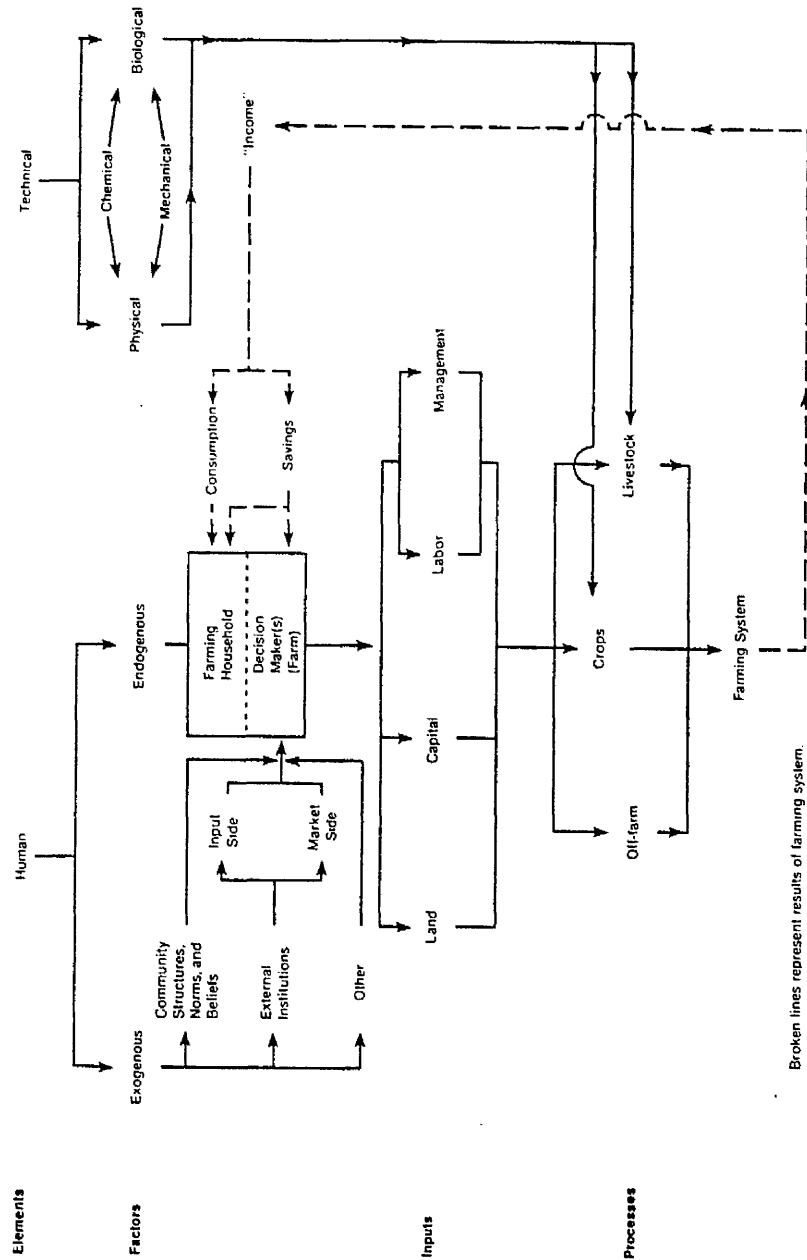 Elements
Human
Technical
Factors
Exogenous
Endogenous
Physical
Chemical
Mechanical
Biological
Community
Structures,
Norms, and
Beliefs
External
Institutions
Other
Input
Side
Market
Side
Farming
Household
Decision
Maker(s)
(Farm)
Consumption
Savings
"Income"
Inputs
Land
Capital
Labor
Management
Processes
Off-farm
Crops
Livestock
Farming System
Broken lines represent results of farming system.